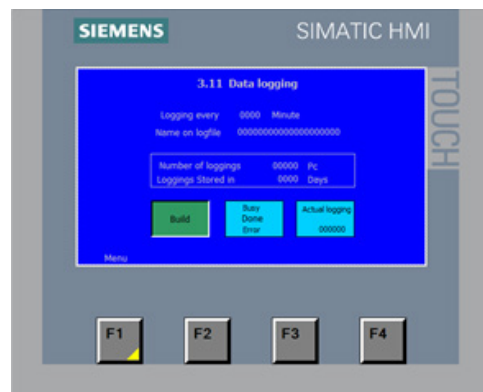 SIEMENS
SIMATIC HMI
TOUCH
3.11 Data logging
Logging every 0000 Minute
Name on logfile 00000000000000000000
Number of loggings 00000 Pc
Loggings Stored in 0000 Days
Build
Busy
Done
Error
Actual logging
000000
Menu
F1
F2
F3
F4